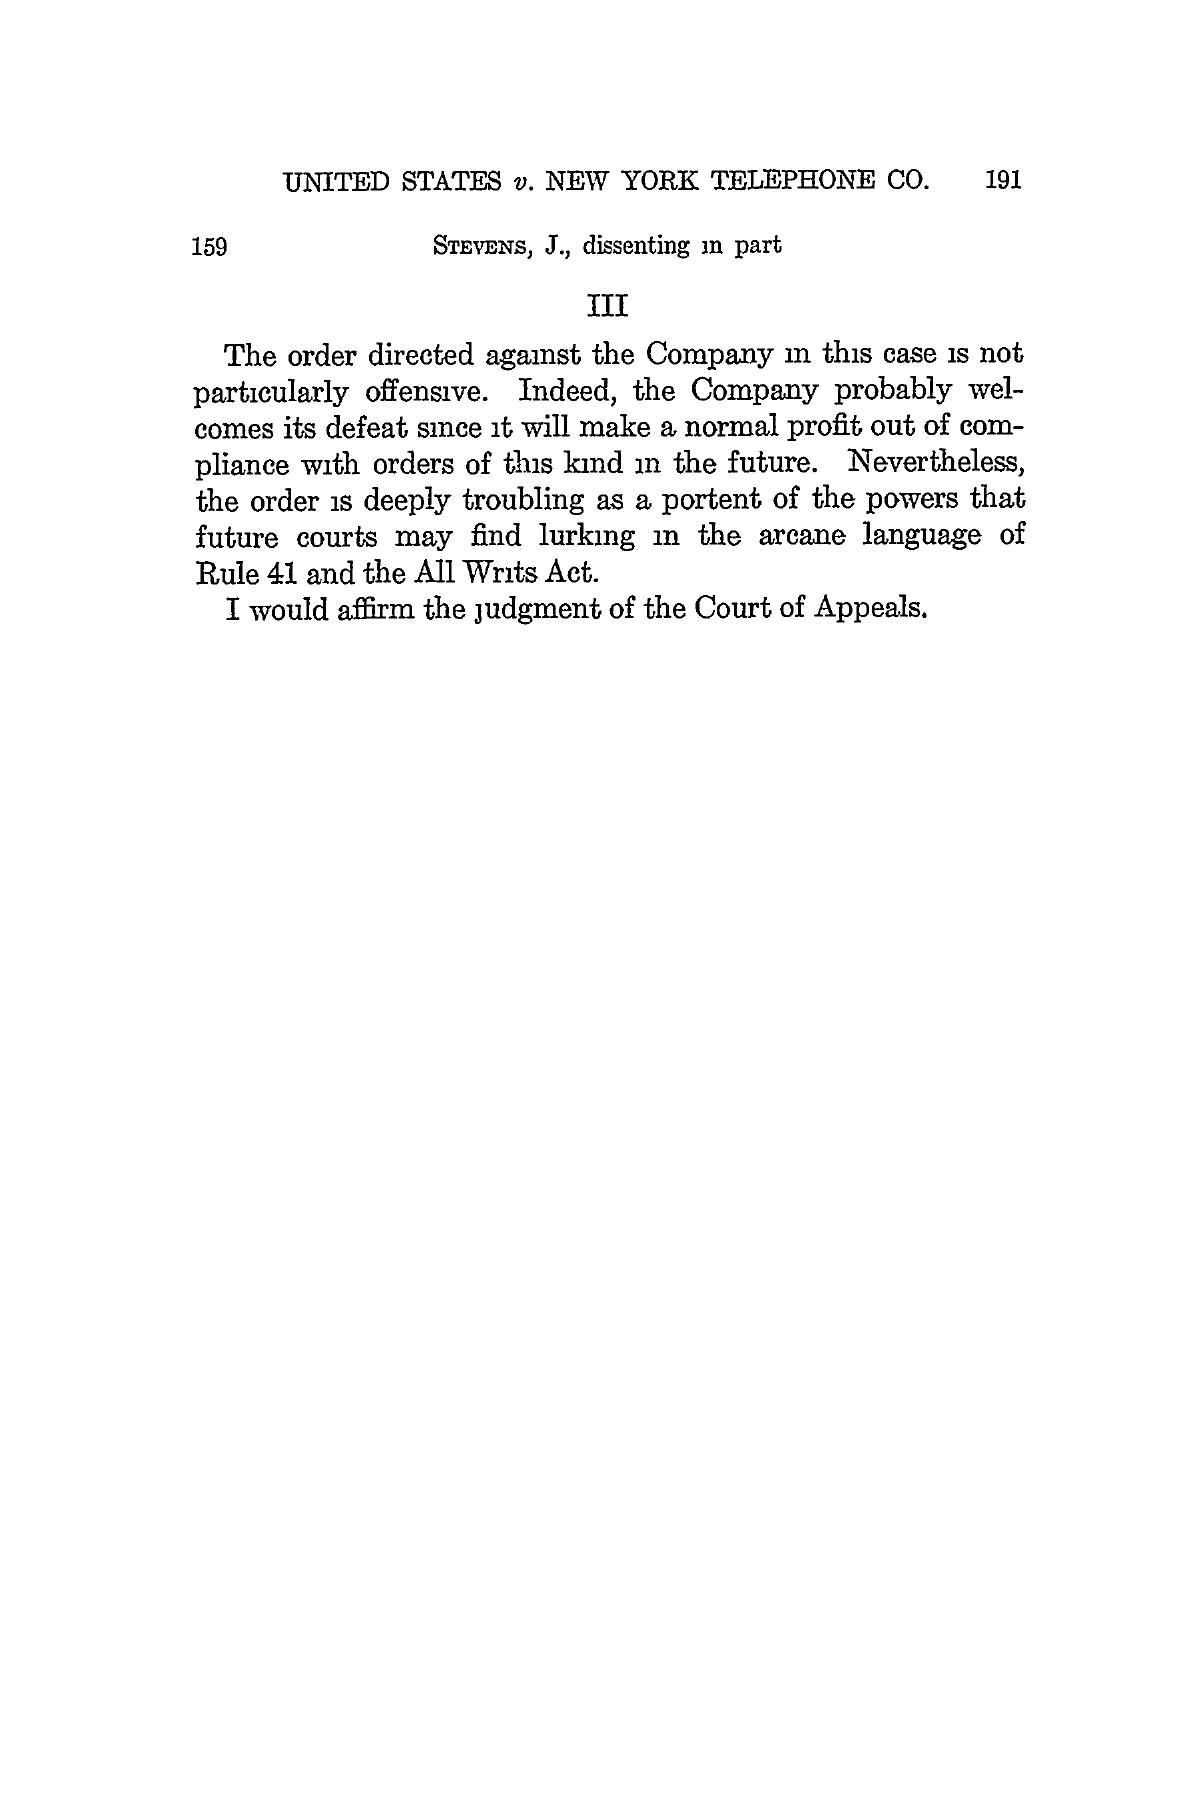 UNITED STATES v. NEW YORK TELEPHONE CO. 191
159 STEVENS, J., dissenting in part
III
The order directed against the Company in this case is not
particularly offensive. Indeed, the Company probably wel-
comes its defeat since it will make a normal profit out of com-
pliance with orders of this kind in the future. Nevertheless,
the order is deeply troubling as a portent of the powers that
future courts may find lurking in the arcane language of
Rule 41 and the All Writs Act.
I would affirm the judgment of the Court of Appeals.